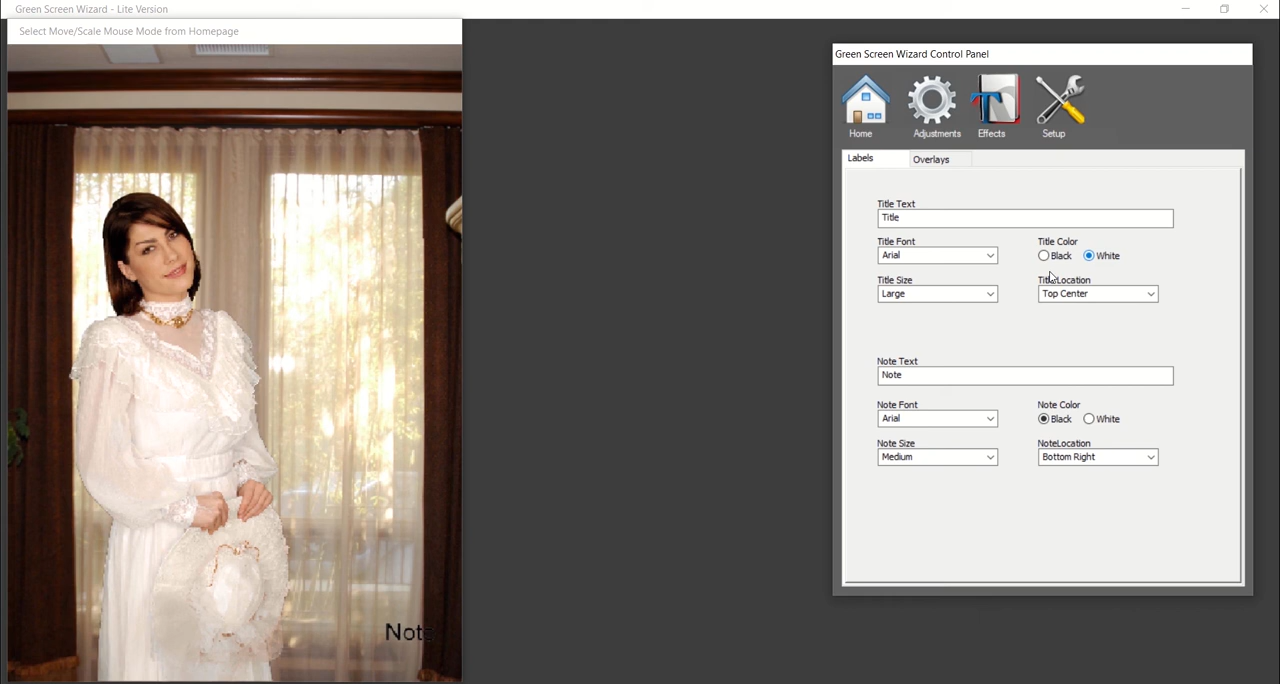 Green Screen Wizard - Lite Version
Select Move/Scale Mouse Mode from Homepage
Green Screen Wizard Control Panel
Home Adjustments Effects Setup
Labels Overlays
Title Text
Title
Title Font Title Color
Arial Black White
Title Size Title Location
Large Top Center
Note Text
Note
Note Font Note Color
Arial Black White
Note Size NoteLocation
Medium Bottom Right
Note